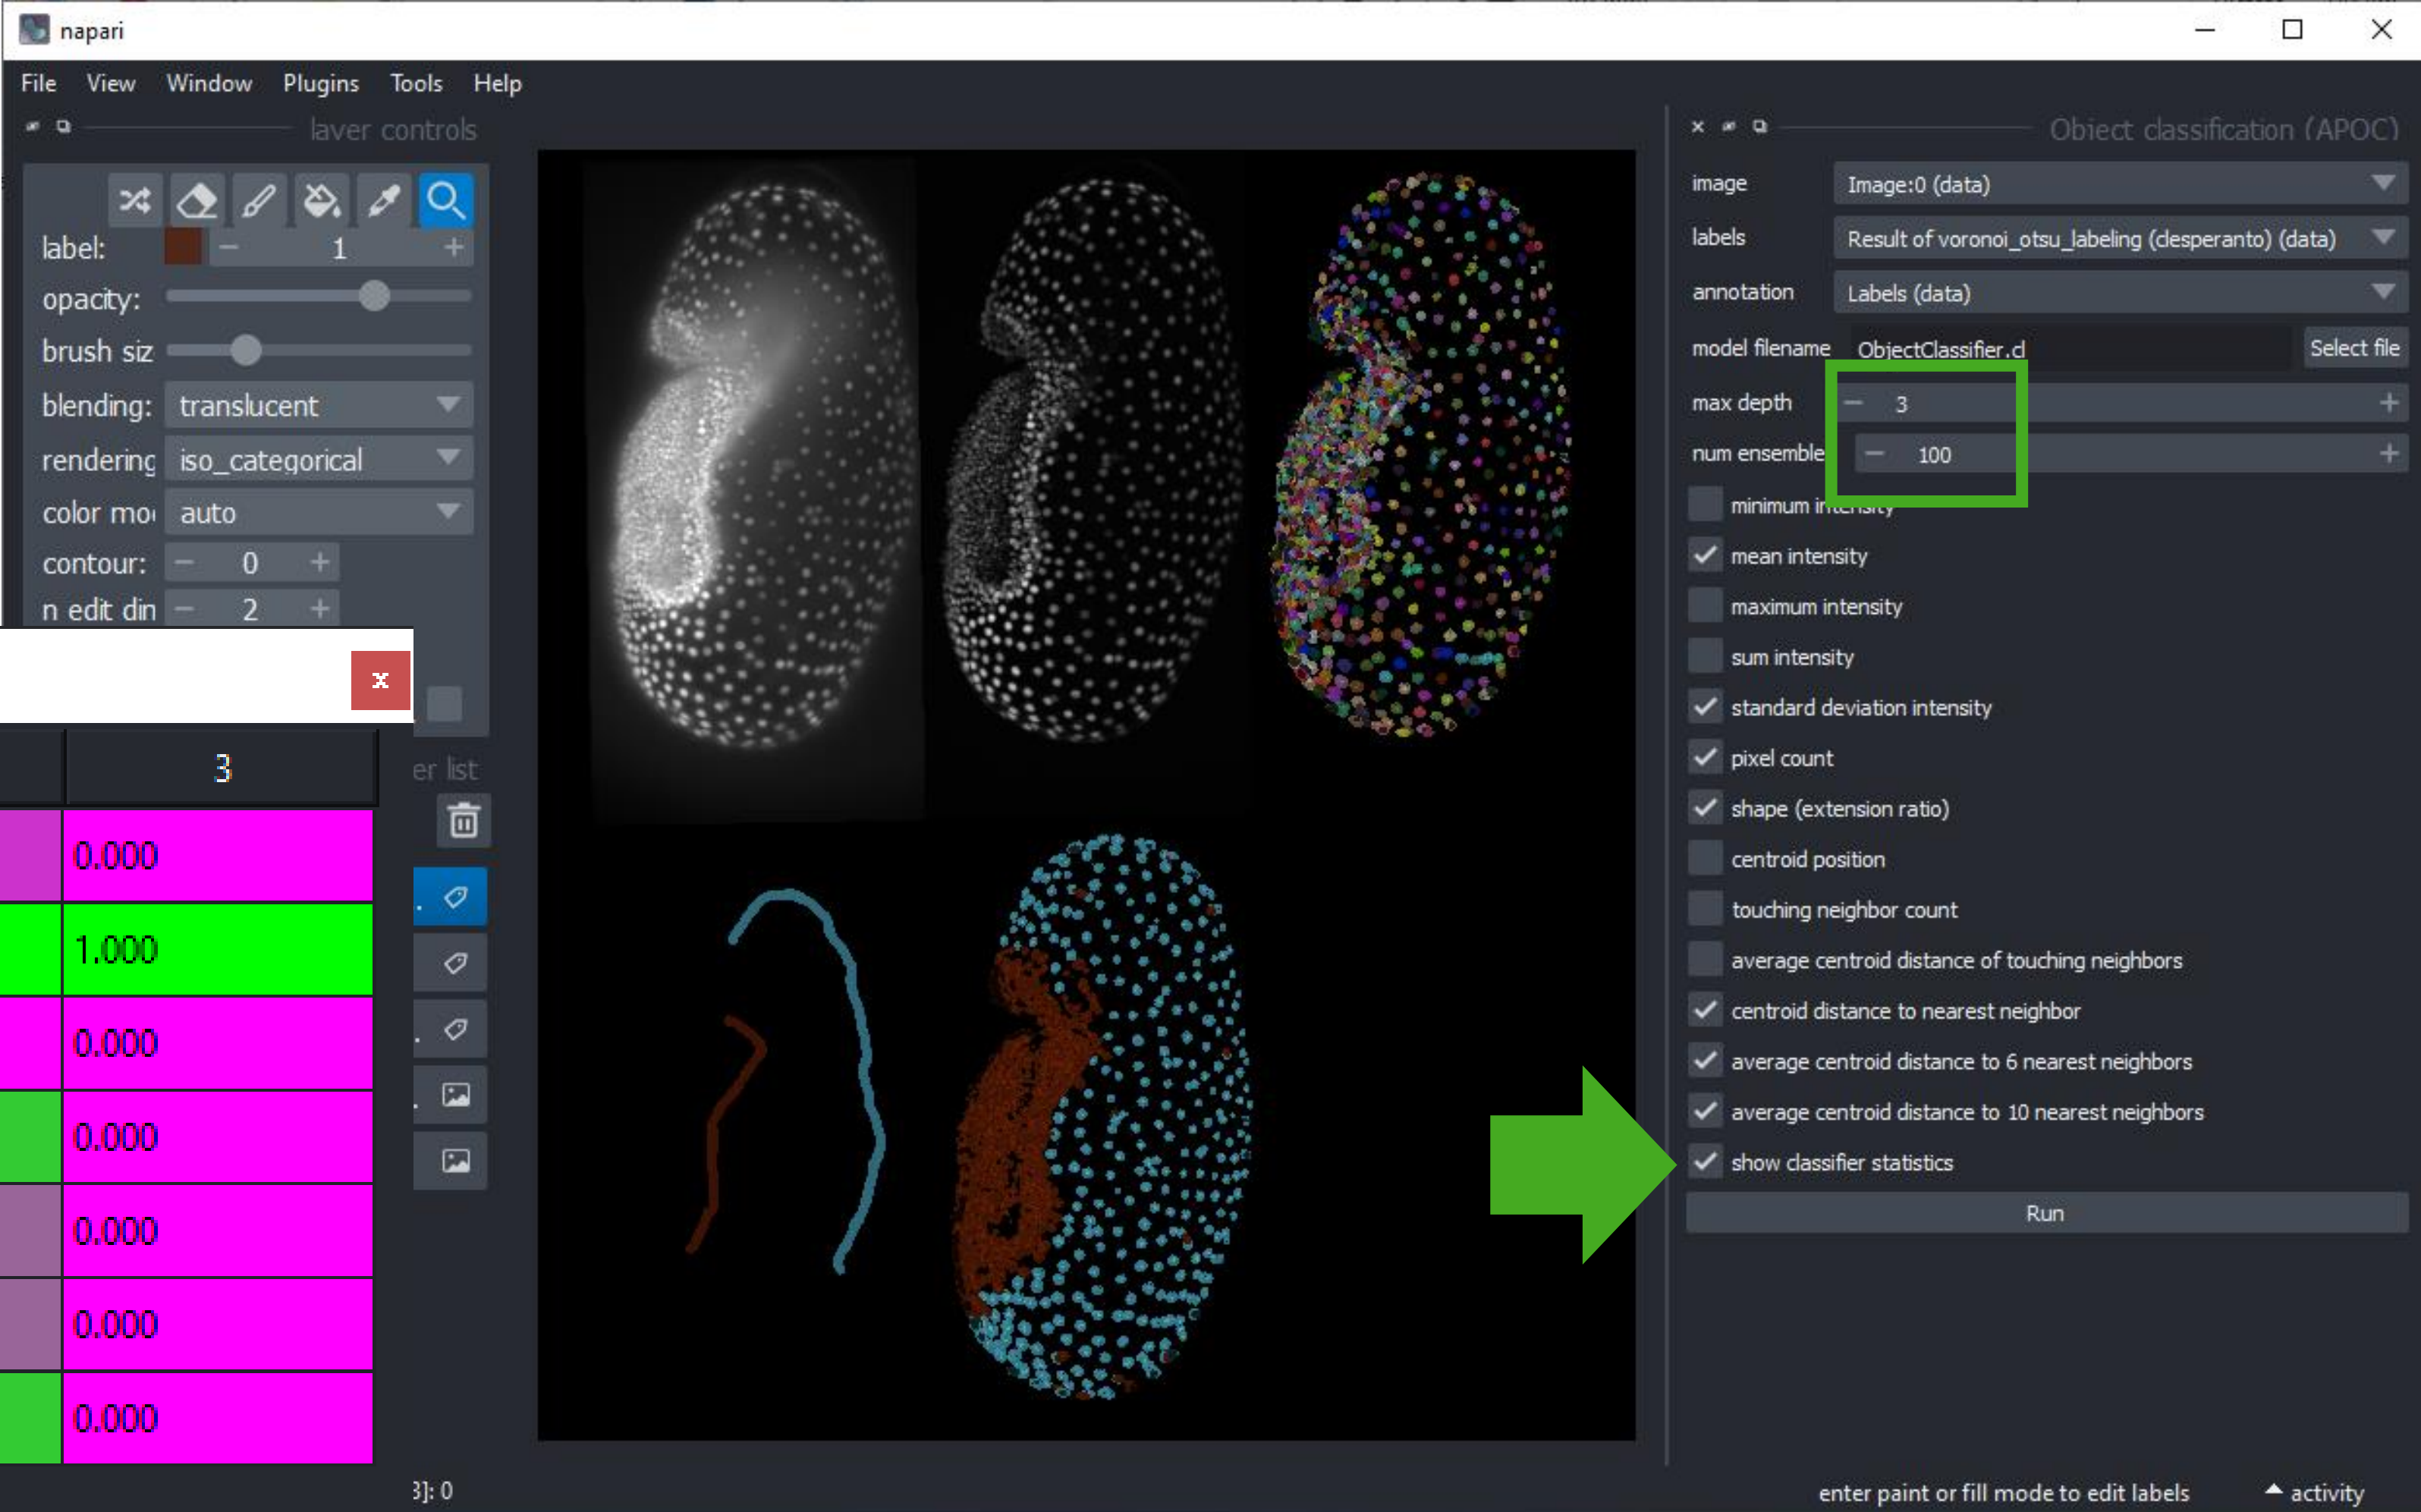 napari
File View Window Plugins Tools Help
layer controls
label: 1
opacity:
brush siz
blending: translucent
rendering iso_categorical
color mo auto
contour: 0
n edit din 2
x
3
er list
0.000
1.000
0.000
0.000
0.000
0.000
0.000
3]: 0
Object classification (APOC)
image Image:0 (data)
labels Result of voronoi_otsu_labeling (clesperanto) (data)
annotation Labels (data)
model filename ObjectClassifier.cl Select file
max depth 3
num ensemble 100
minimum intensity
mean intensity
maximum intensity
sum intensity
standard deviation intensity
pixel count
shape (extension ratio)
centroid position
touching neighbor count
average centroid distance of touching neighbors
centroid distance to nearest neighbor
average centroid distance to 6 nearest neighbors
average centroid distance to 10 nearest neighbors
show classifier statistics
Run
enter paint or fill mode to edit labels activity